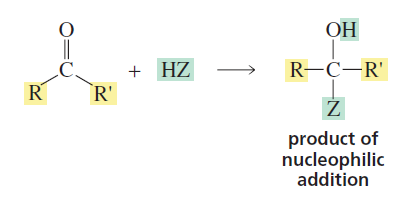 O
C
R
R'
+ HZ
OH
R—C—R'
Z
product of
nucleophilic
addition